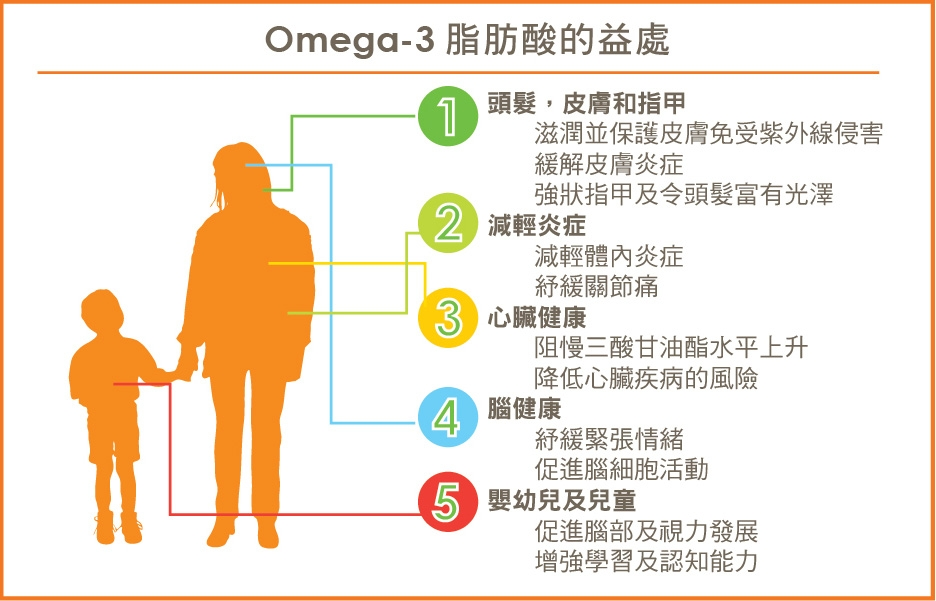 Omega-3 脂肪酸的益處
1 頭髮，皮膚和指甲
滋潤並保護皮膚免受紫外線侵害
緩解皮膚炎症
強狀指甲及令頭髮富有光澤
2 減輕炎症
減輕體內炎症
紓緩關節痛
3 心臟健康
阻慢三酸甘油酯水平上升
降低心臟疾病的風險
4 腦健康
紓緩緊張情緒
促進腦細胞活動
5 嬰幼兒及兒童
促進腦部及視力發展
增強學習及認知能力